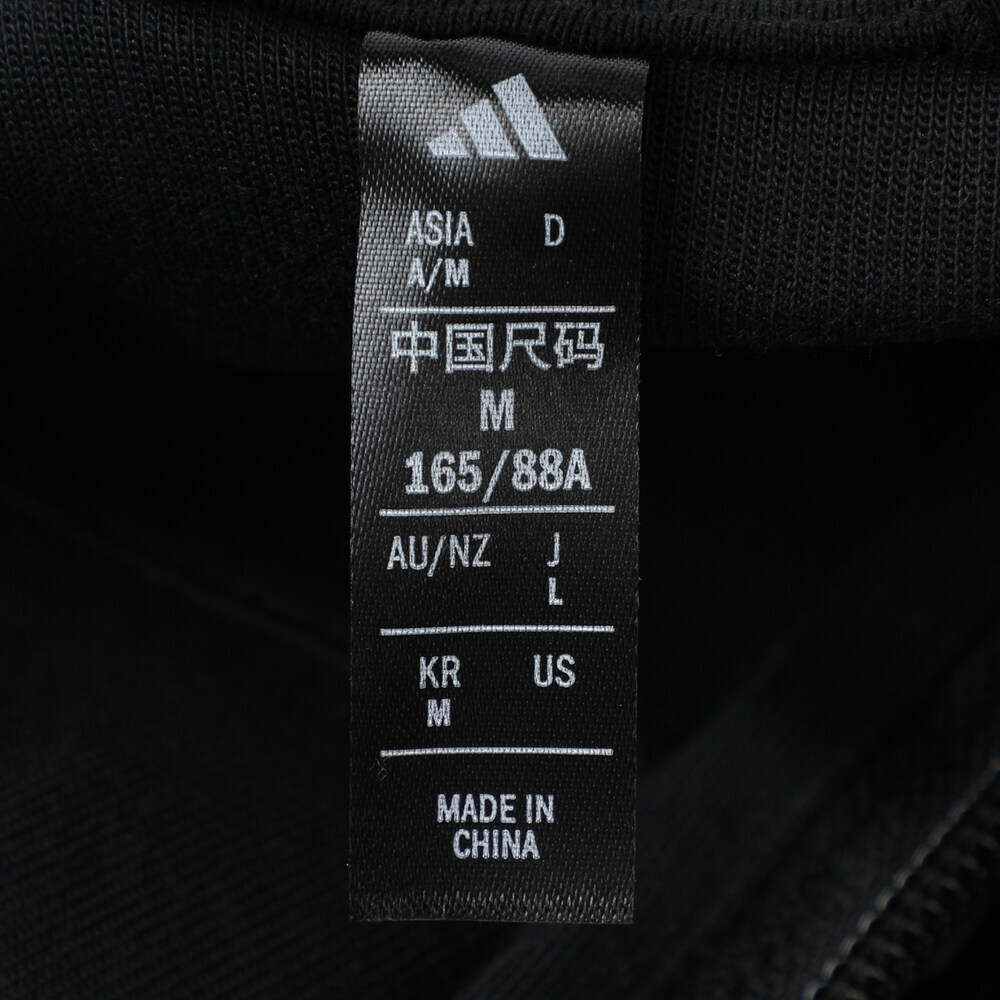 ASIA D
A/M
中国尺码
M
165/88A
AU/NZ J
L
KR US
M
MADE IN
CHINA